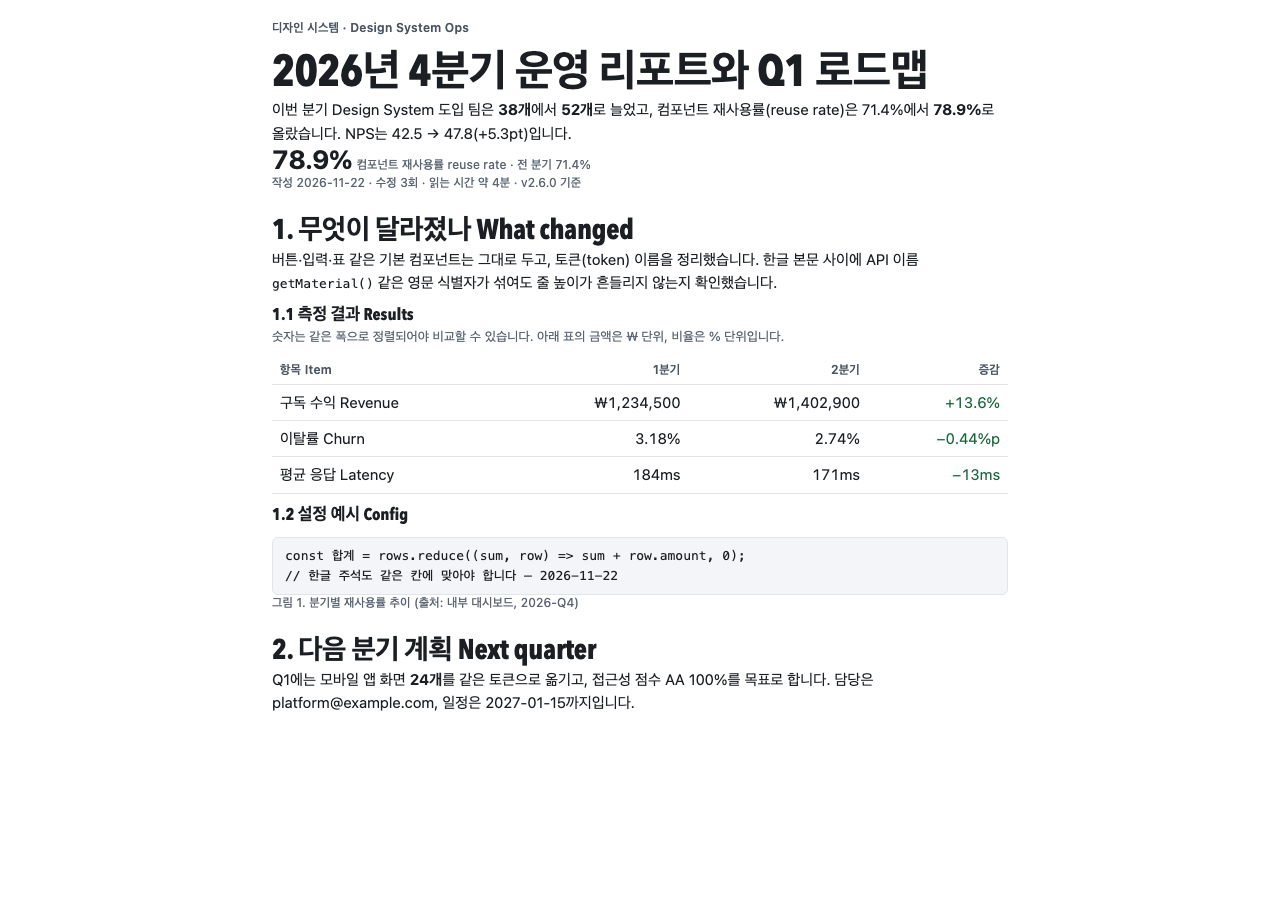 디자인 시스템 · Design System Ops
2026년 4분기 운영 리포트와 Q1 로드맵
이번 분기 Design System 도입 팀은 38개에서 52개로 늘었고, 컴포넌트 재사용률(reuse rate)은 71.4%에서 78.9%로
올랐습니다. NPS는 42.5 → 47.8(+5.3pt)입니다.
78.9% 컴포넌트 재사용률 reuse rate · 전 분기 71.4%
작성 2026-11-22 · 수정 3회 · 읽는 시간 약 4분 · v2.6.0 기준
1. 무엇이 달라졌나 What changed
버튼·입력·표 같은 기본 컴포넌트는 그대로 두고, 토큰(token) 이름을 정리했습니다. 한글 본문 사이에 API 이름
getMaterial() 같은 영문 식별자가 섞여도 줄 높이가 흔들리지 않는지 확인했습니다.
1.1 측정 결과 Results
숫자는 같은 폭으로 정렬되어야 비교할 수 있습니다. 아래 표의 금액은 ₩ 단위, 비율은 % 단위입니다.
항목 Item 1분기 2분기 증감
구독 수익 Revenue ₩1,234,500 ₩1,402,900 +13.6%
이탈률 Churn 3.18% 2.74% −0.44%p
평균 응답 Latency 184ms 171ms −13ms
1.2 설정 예시 Config
const 합계 = rows.reduce((sum, row) => sum + row.amount, 0);
// 한글 주석도 같은 칸에 맞아야 합니다 — 2026-11-22
그림 1. 분기별 재사용률 추이 (출처: 내부 대시보드, 2026-Q4)
2. 다음 분기 계획 Next quarter
Q1에는 모바일 앱 화면 24개를 같은 토큰으로 옮기고, 접근성 점수 AA 100%를 목표로 합니다. 담당은
platform@example.com, 일정은 2027-01-15까지입니다.